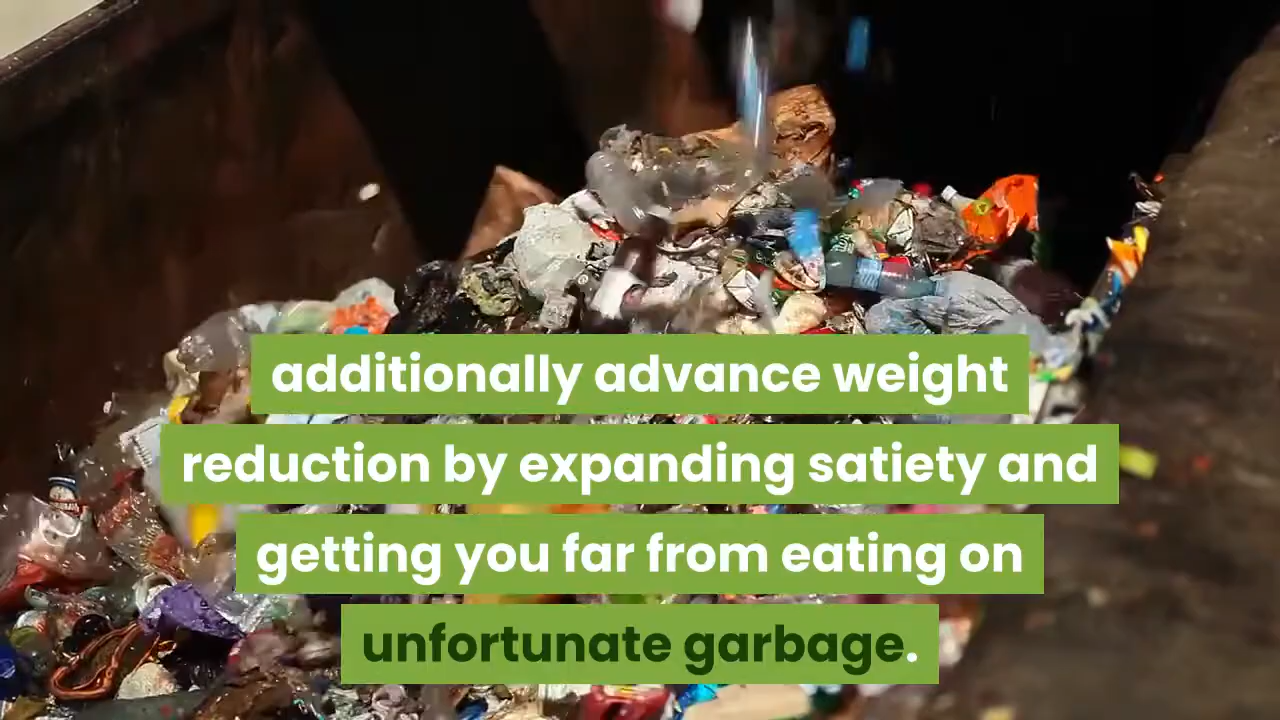 additionally advance weight
reduction by expanding satiety and
getting you far from eating on
unfortunate garbage.